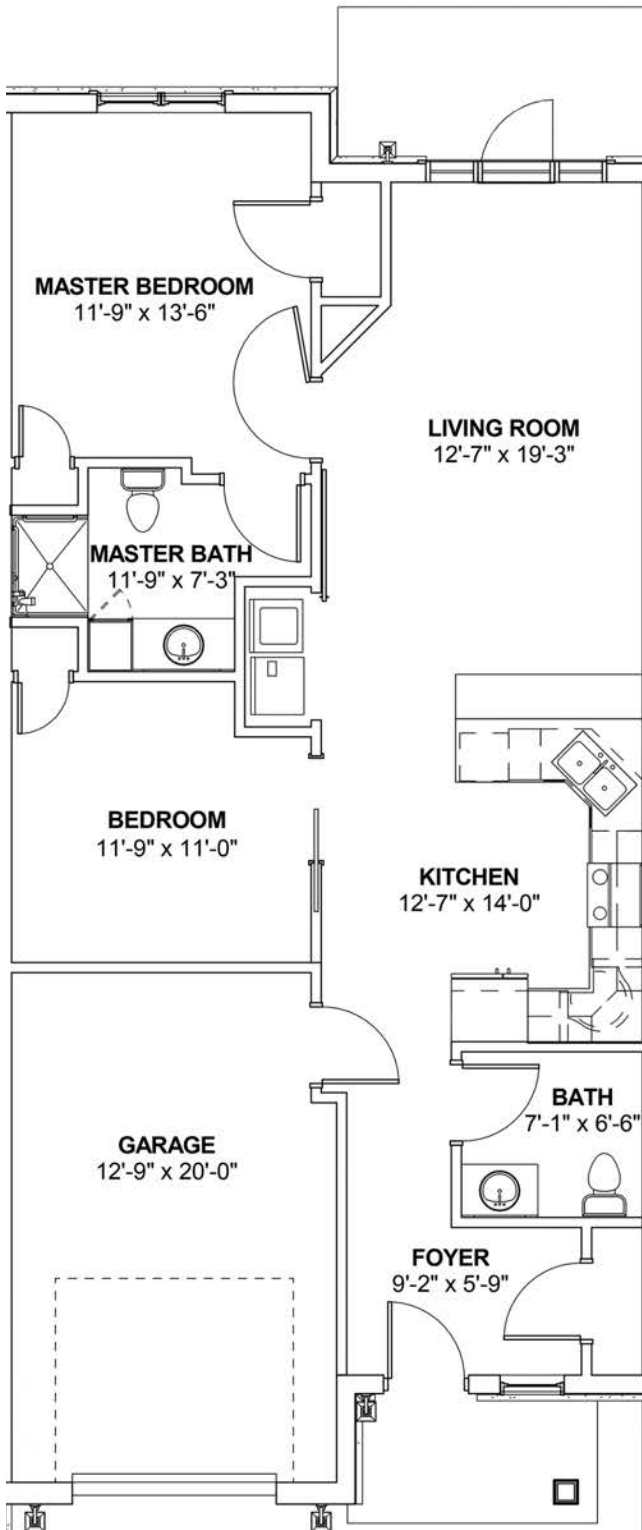 MASTER BEDROOM
11'-9" x 13'-6"
LIVING ROOM
12'-7" x 19'-3"
MASTER BATH
11'-9" x 7'-3"
BEDROOM
11'-9" x 11'-0"
KITCHEN
12'-7" x 14'-0"
BATH
7'-1" x 6'-6"
GARAGE
12'-9" x 20'-0"
FOYER
9'-2" x 5'-9"